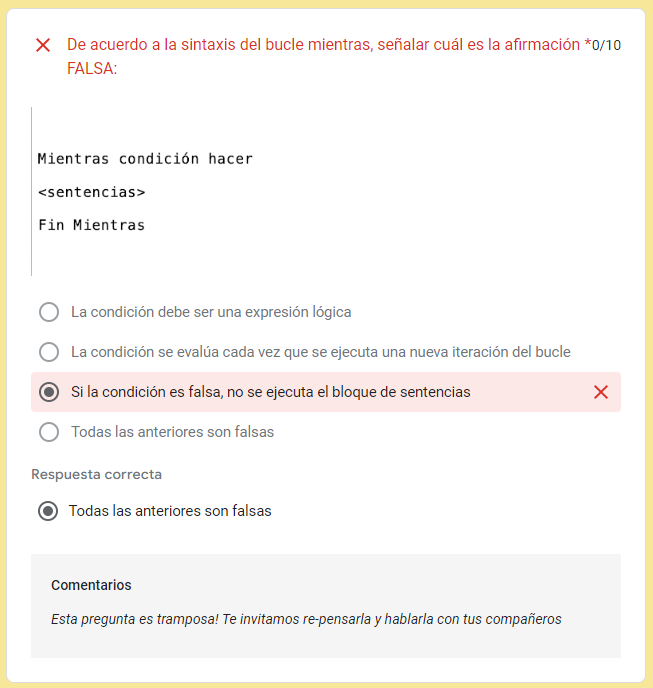 De acuerdo a la sintaxis del bucle mientras, señalar cuál es la afirmación * 0/10
FALSA:
Mientras condición hacer
<sentencias>
Fin Mientras
La condición debe ser una expresión lógica
La condición se evalúa cada vez que se ejecuta una nueva iteración del bucle
Si la condición es falsa, no se ejecuta el bloque de sentencias
Todas las anteriores son falsas
Respuesta correcta
Todas las anteriores son falsas
Comentarios
Esta pregunta es tramposa! Te invitamos re-pensarla y hablarla con tus compañeros